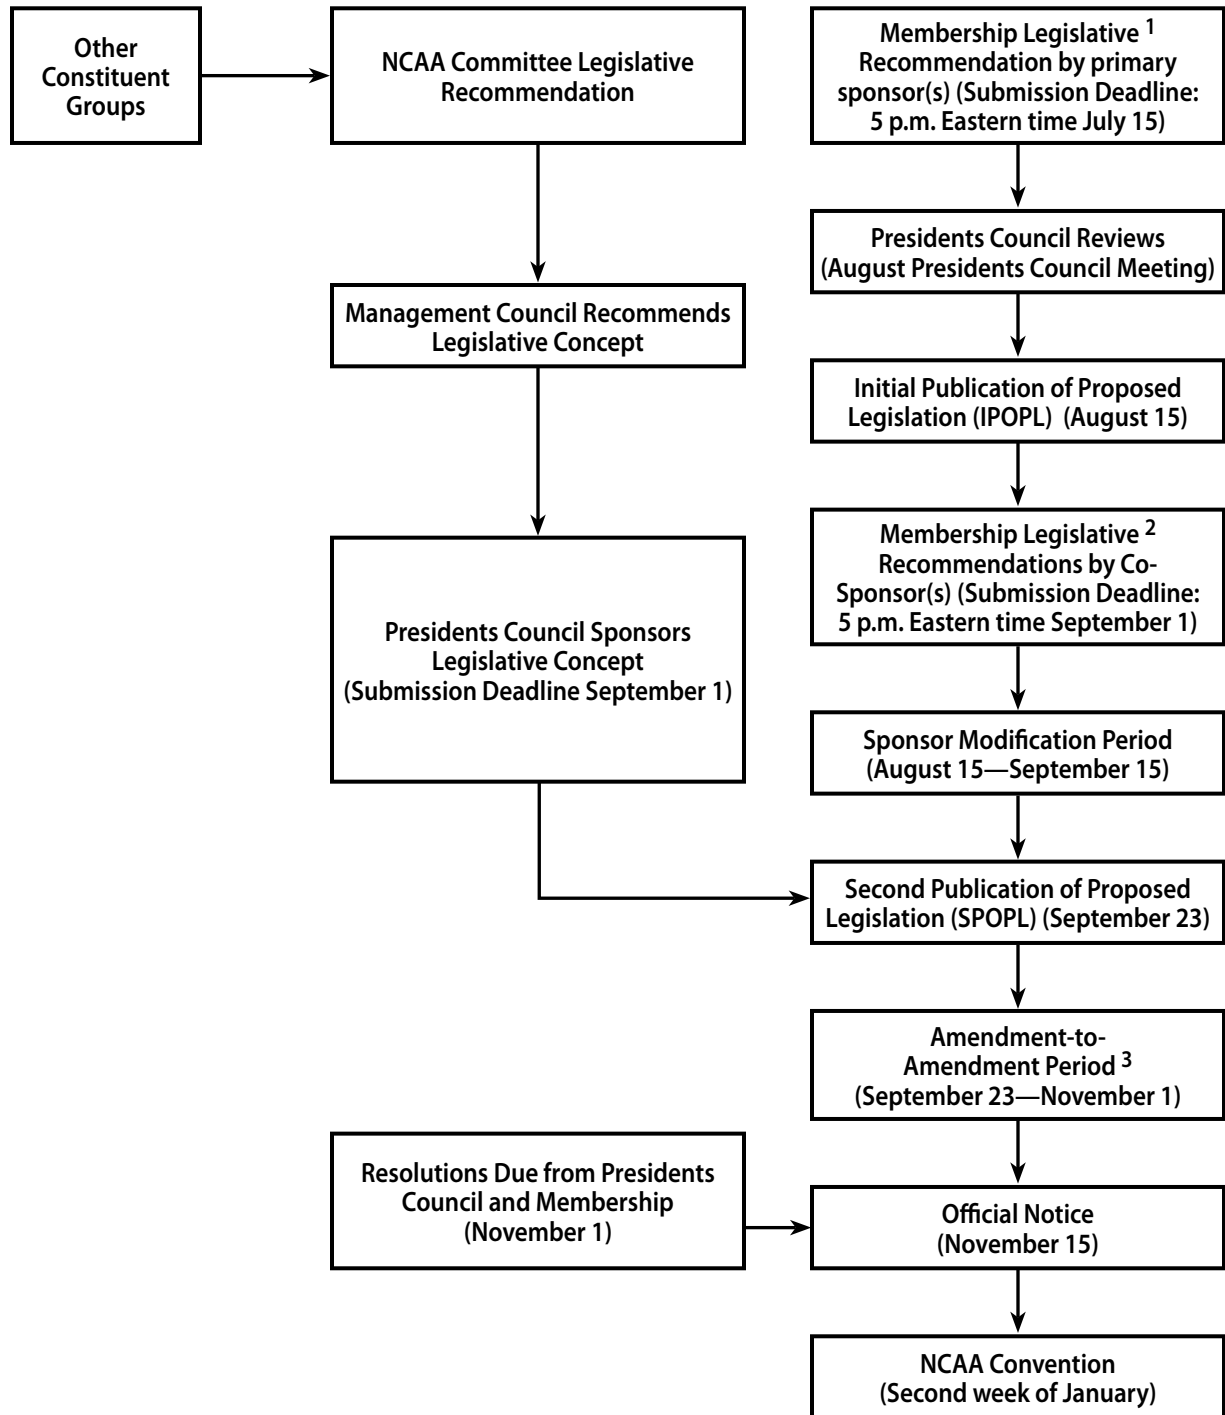 Other
Constituent
Groups
NCAA Committee Legislative
Recommendation
Membership Legislative 1
Recommendation by primary
sponsor(s) (Submission Deadline:
5 p.m. Eastern time July 15)
Presidents Council Reviews
(August Presidents Council Meeting)
Management Council Recommends
Legislative Concept
Initial Publication of Proposed
Legislation (IPOPL) (August 15)
Membership Legislative 2
Recommendations by Co-
Sponsor(s) (Submission Deadline:
5 p.m. Eastern time September 1)
Presidents Council Sponsors
Legislative Concept
(Submission Deadline September 1)
Sponsor Modification Period
(August 15—September 15)
Second Publication of Proposed
Legislation (SPOPL) (September 23)
Amendment-to-
Amendment Period 3
(September 23—November 1)
Resolutions Due from Presidents
Council and Membership
(November 1)
Official Notice
(November 15)
NCAA Convention
(Second week of January)